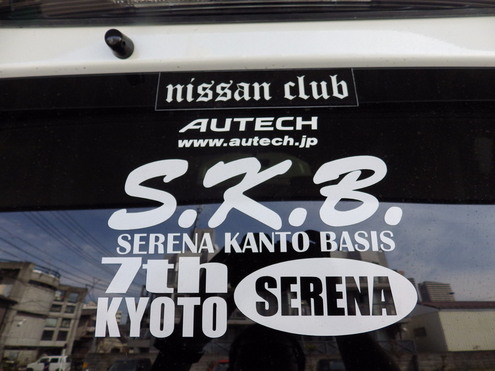 nissan club
AUTECH
www.autech.jp
S.K.B.
SERENA KANTO BASIS
7th
KYOTO
SERENA